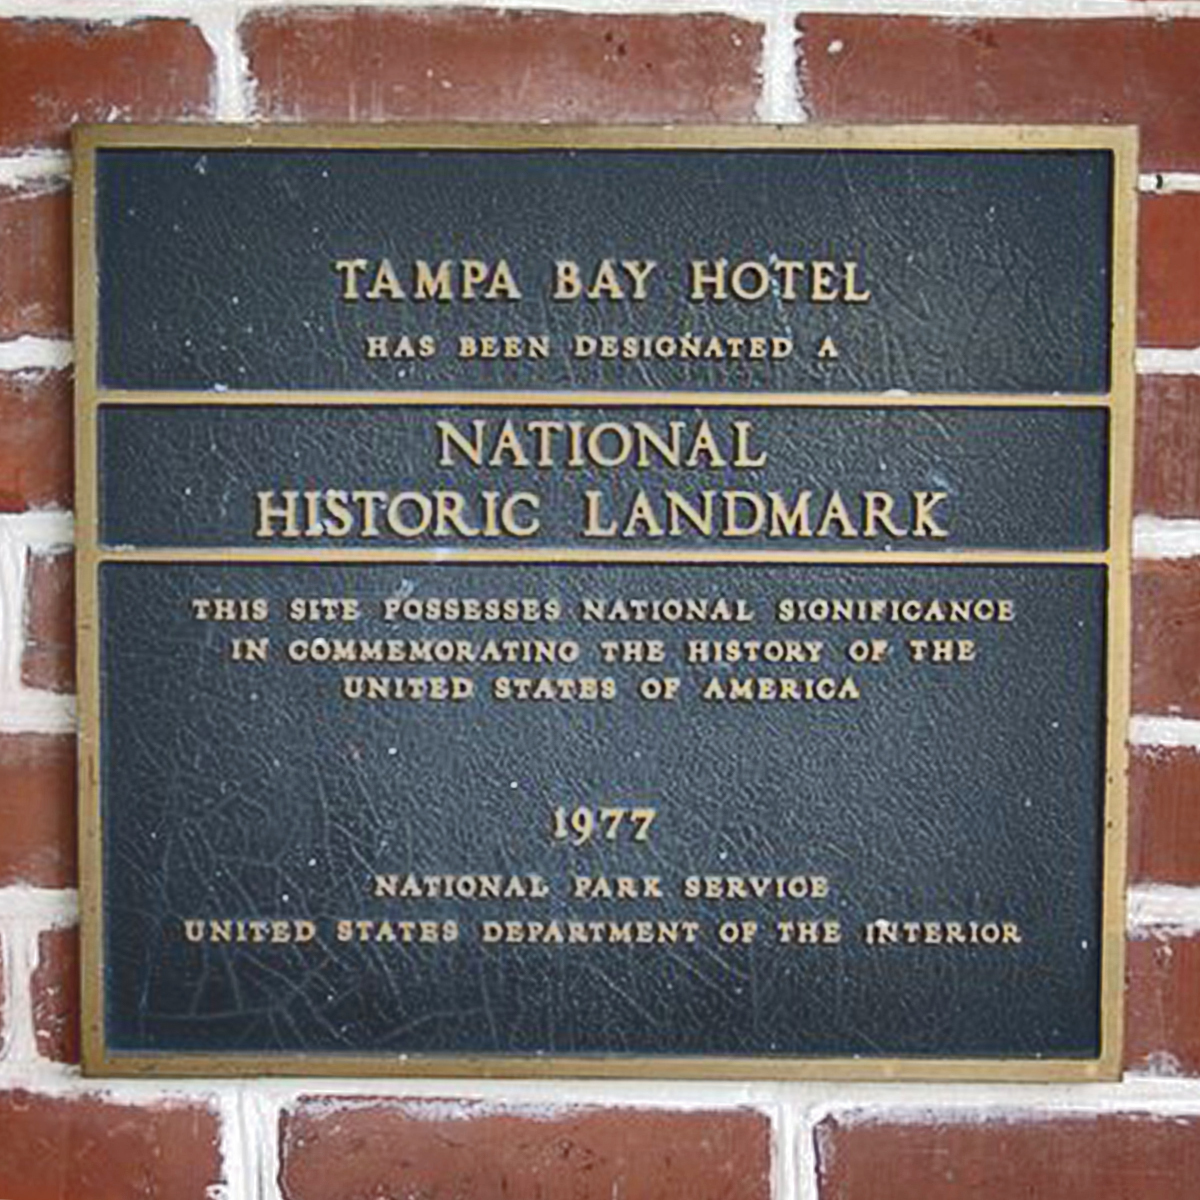 TAMPA BAY HOTEL
HAS BEEN DESIGNATED A
NATIONAL
HISTORIC LANDMARK
THIS SITE POSSESSES NATIONAL SIGNIFICANCE
IN COMMEMORATING THE HISTORY OF THE
UNITED STATES OF AMERICA
1977
NATIONAL PARK SERVICE
UNITED STATES DEPARTMENT OF THE INTERIOR